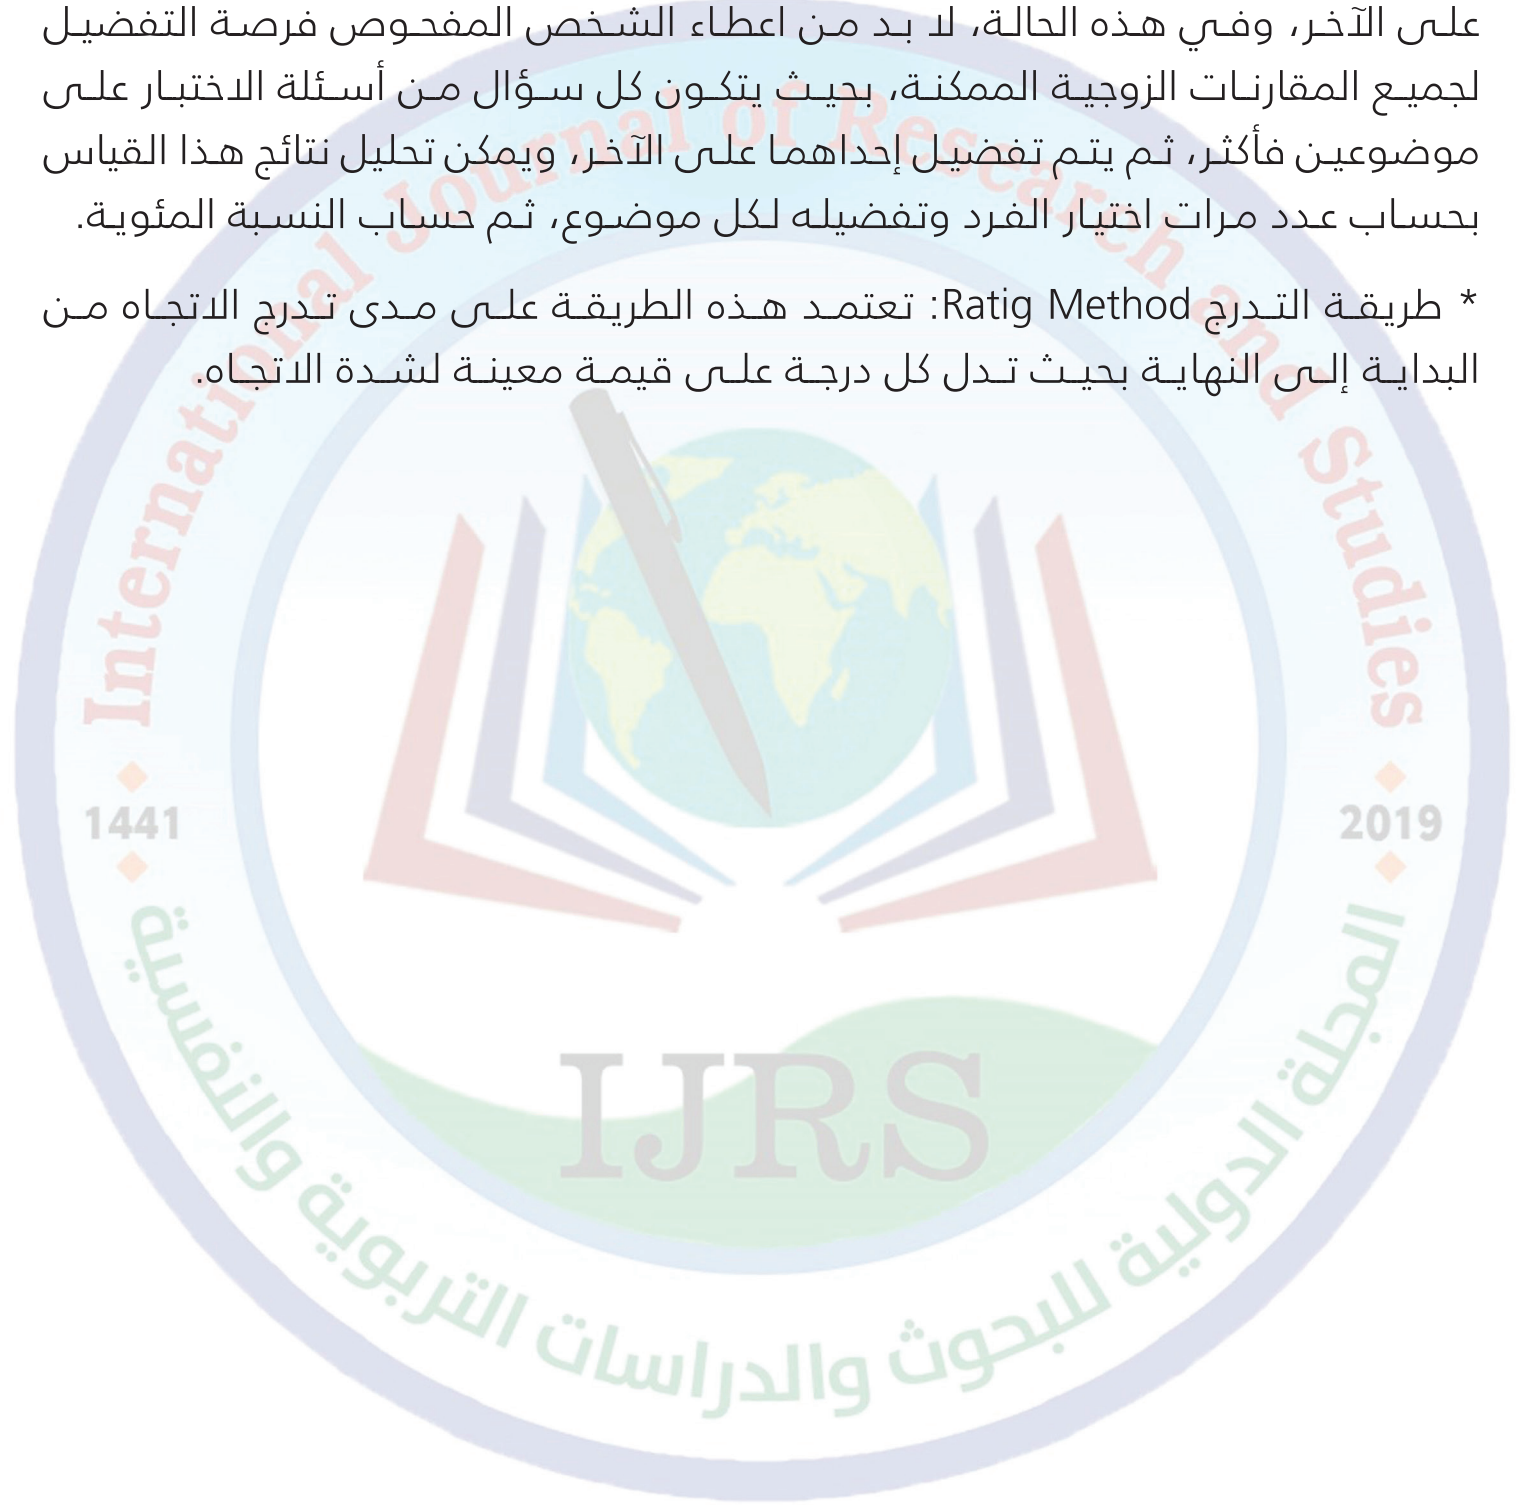 على الآخر، وفي هذه الحالة، لا بد من اعطاء الشخص المفحوص فرصة التفضيل
لجميع المقارنات الزوجية الممكنة، بحيث يتكون كل سؤال من أسئلة الاختبار على
موضوعين فأكثر، ثم يتم تفضيل إحداهما على الآخر، ويمكن تحليل نتائج هذا القياس
بحساب عدد مرات اختيار الفرد وتفضيله لكل موضوع، ثم حساب النسبة المئوية.
* طريقة التدرج Ratig Method: تعتمد هذه الطريقة على مدى تدرج الاتجاه من
البداية إلى النهاية بحيث تدل كل درجة على قيمة معينة لشدة الاتجاه.
International Journal of Research and Studies
1441
2019
IJRS
المجلة الدولية للبحوث والدراسات التربوية والنفسية